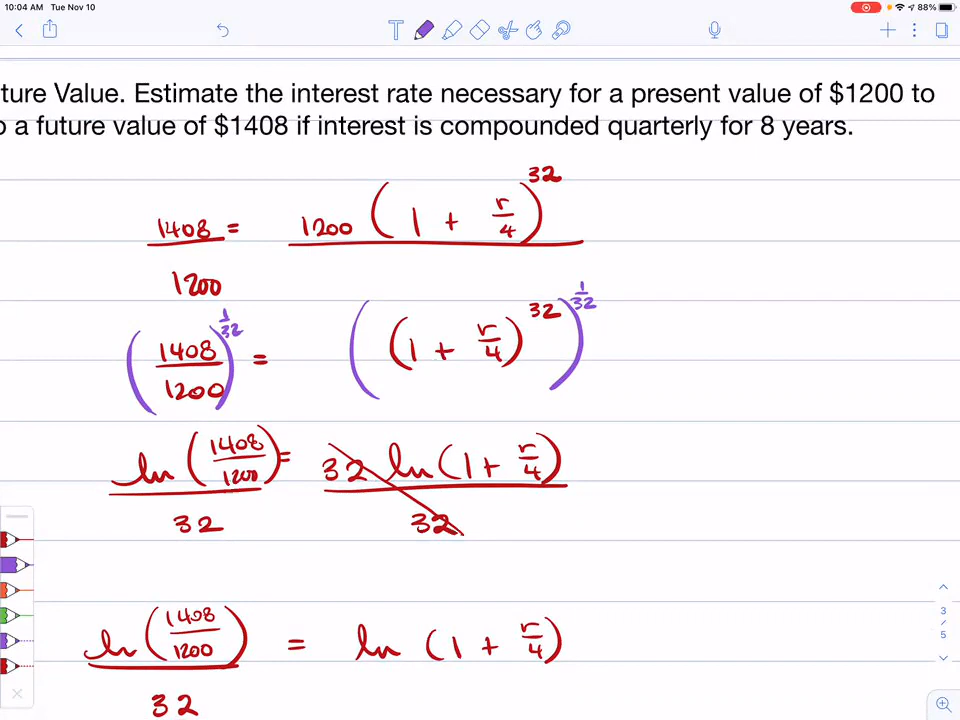 10:04 AM Tue Nov 10 88%
ture Value. Estimate the interest rate necessary for a present value of $1200 to
o a future value of $1408 if interest is compounded quarterly for 8 years.
1408/1200 = 1200 (1 + r/4)^32
(1408/1200)^(1/32) = ((1 + r/4)^32)^(1/32)
ln (1408/1200)/32 = 32 ln (1 + r/4)/32
ln (1408/1200)/32 = ln (1 + r/4)
3/5